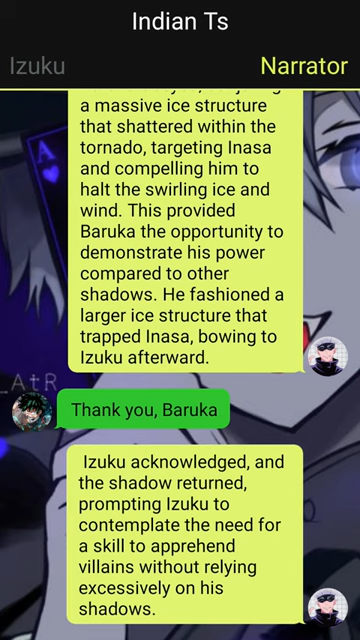 Indian Ts
Izuku
Narrator
a massive ice structure
that shattered within the
tornado, targeting Inasa
and compelling him to
halt the swirling ice and
wind. This provided
Baruka the opportunity to
demonstrate his power
compared to other
shadows. He fashioned a
larger ice structure that
trapped Inasa, bowing to
Izuku afterward.
A
_AtR
Thank you, Baruka
Izuku acknowledged, and
the shadow returned,
prompting Izuku to
contemplate the need for
a skill to apprehend
villains without relying
excessively on his
shadows.